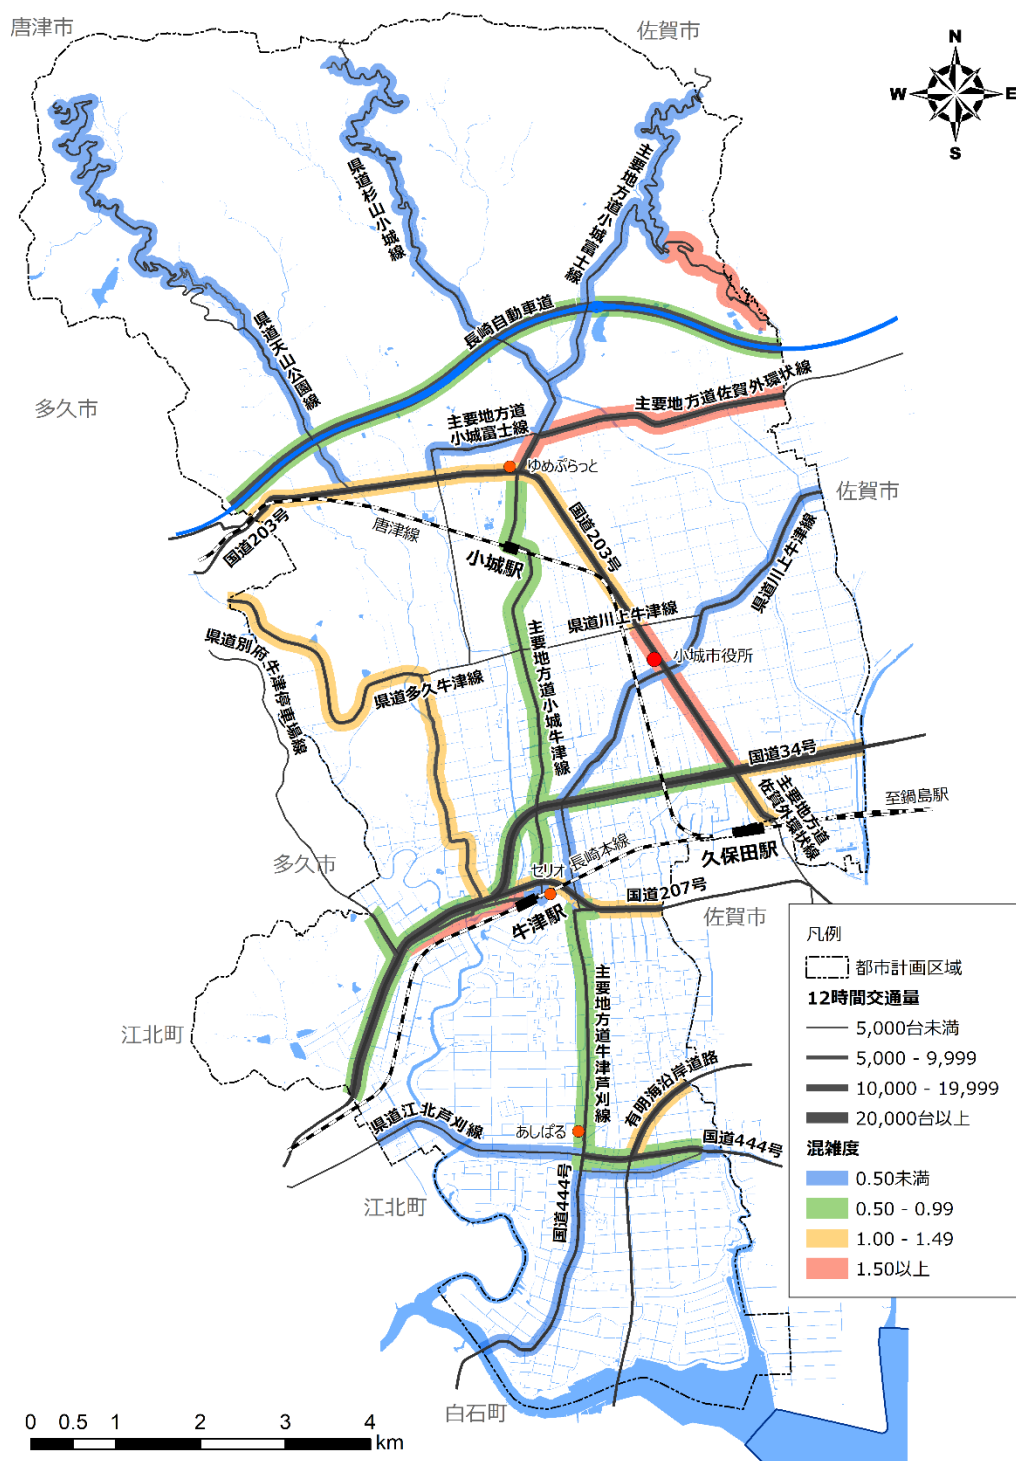 唐津市
佐賀市
N
W
E
S
県道杉山小城線
主要地方道小城富士線
長崎自動車道
県道天山公園線
多久市
主要地方道
小城富士線
主要地方道佐賀外環状線
ゆめぷらっと
佐賀市
国道203号
唐津線
小城駅
国道203号
県道川上牛津線
県道川上牛津線
小城市役所
県道別府牛津停車場線
県道多久牛津線
主要地方道小城牛津線
国道34号
主要地方道
佐賀外環状線
至鍋島駅
久保田駅
多久市
セリオ
長崎本線
牛津駅
国道207号
佐賀市
江北町
主要地方道牛津芦刈線
有明海沿岸道路
県道江北芦刈線
あしぱる
国道444号
国道444号
江北町
白石町
凡例
都市計画区域
12時間交通量
5,000台未満
5,000 - 9,999
10,000 - 19,999
20,000台以上
混雑度
0.50未満
0.50 - 0.99
1.00 - 1.49
1.50以上
0 0.5 1 2 3 4
km